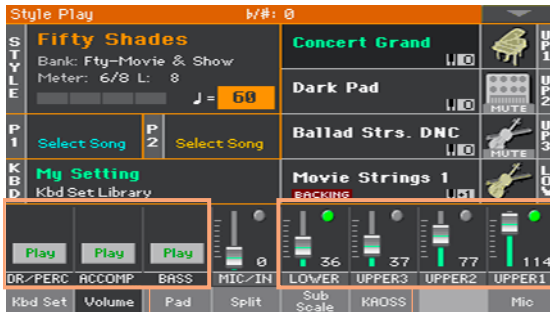 Style Play
♭/#: 0
STYLE
Fifty Shades
Bank: Fty-Movie & Show
Meter: 6/8 L: 8
♩= 60
Concert Grand
UP1
Dark Pad
MUTE
UP2
P1
Select Song
P2
Select Song
Ballad Strs. DNC
MUTE
UP3
KBD
My Setting
Kbd Set Library
Movie Strings 1
BACKING
LOW
Play
Play
Play
0
36
37
77
114
DR/PERC
ACCOMP
BASS
MIC/IN
LOWER
UPPER3
UPPER2
UPPER1
Kbd Set
Volume
Pad
Split
Sub
Scale
KAOSS
Mic